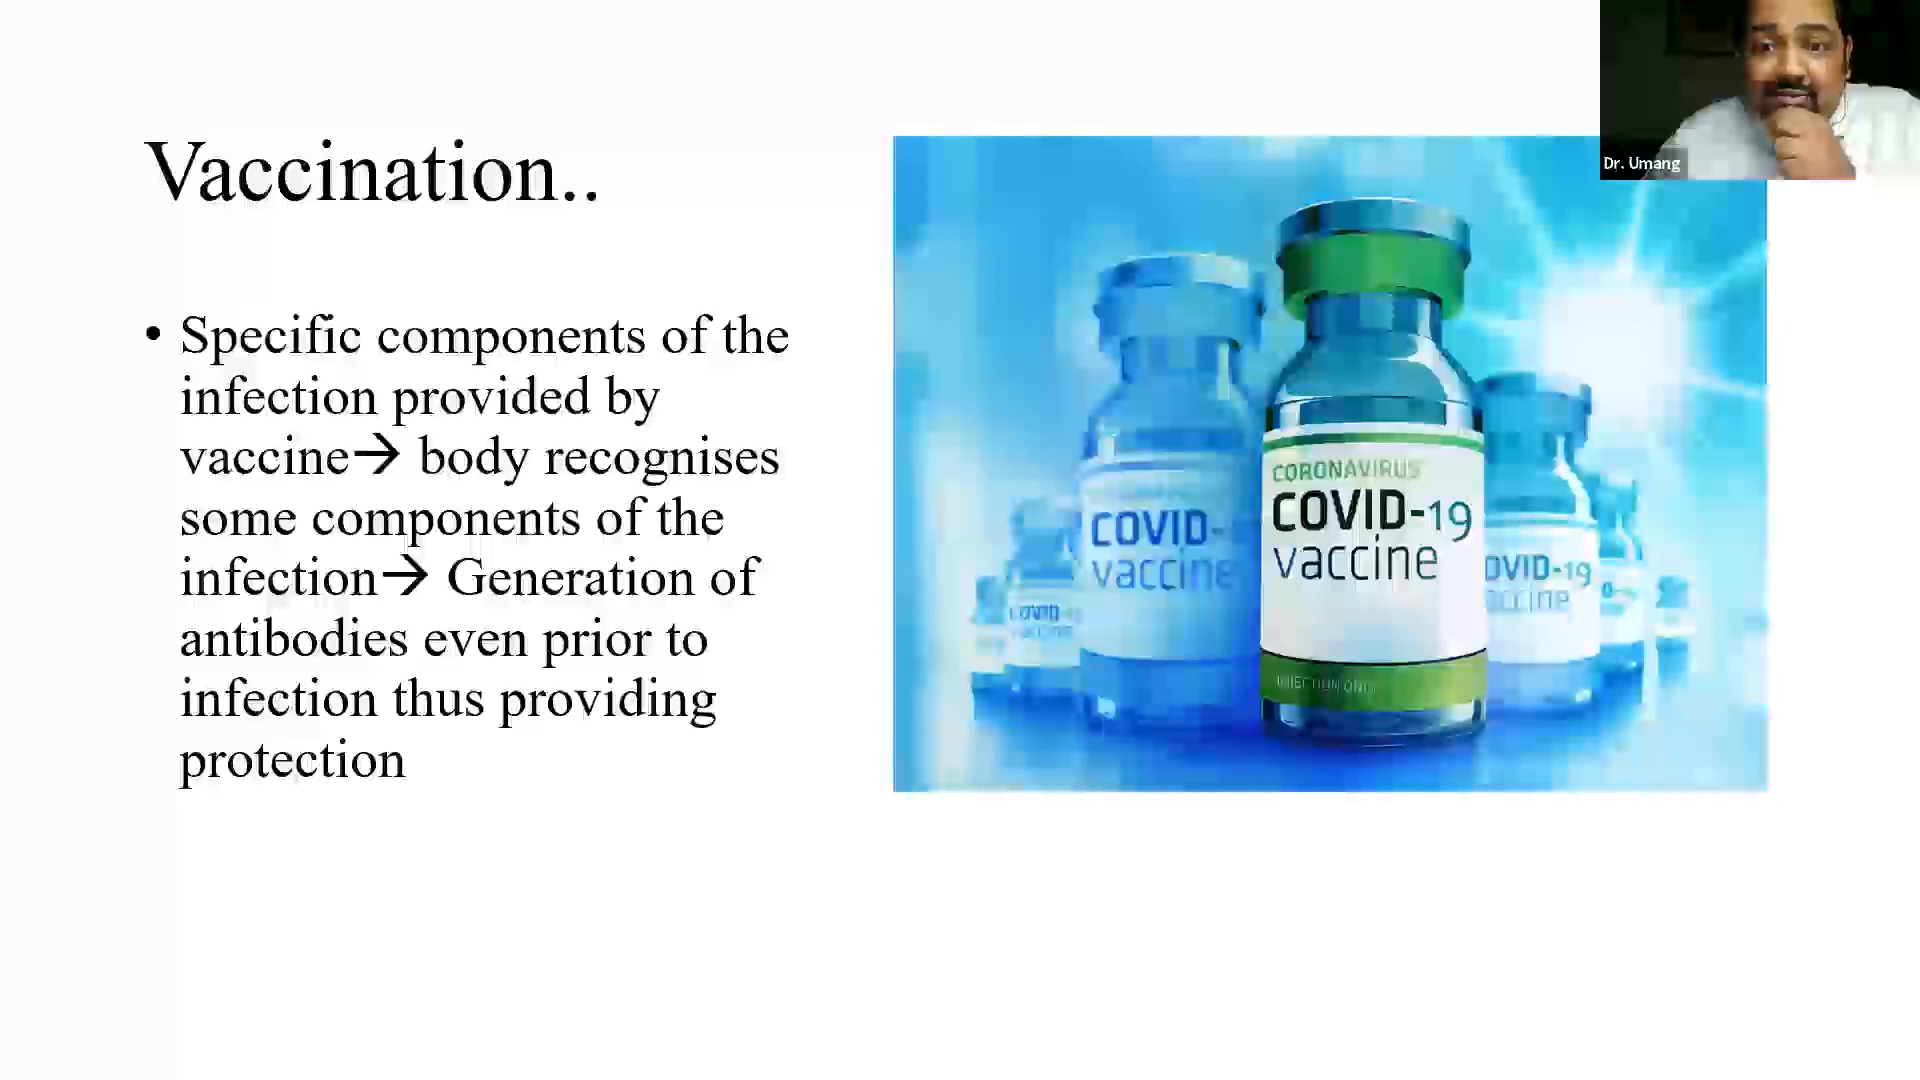 Dr. Umang
Vaccination..
• Specific components of the
infection provided by
vaccine→ body recognises
some components of the
infection→ Generation of
antibodies even prior to
infection thus providing
protection
CORONAVIRUS
COVID-19
vaccine
COVID-
vaccine
OVID-19
accine
COVID-